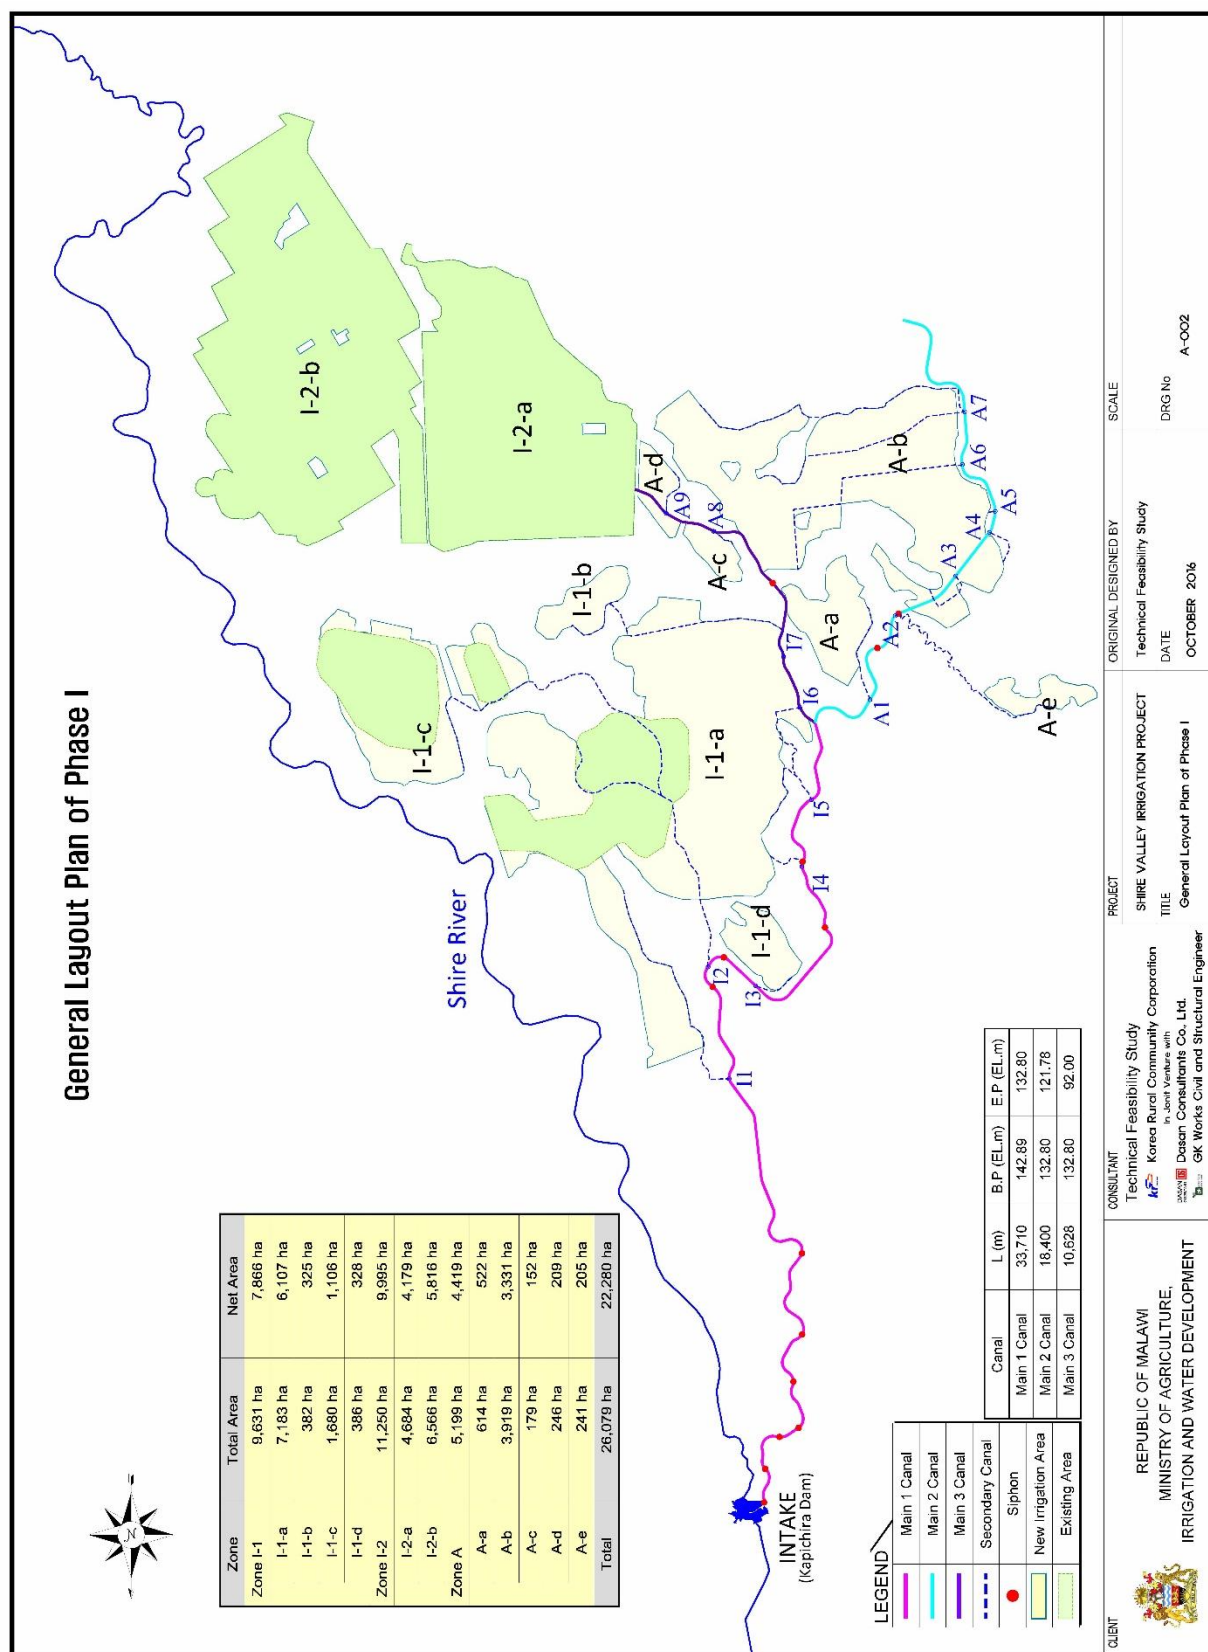 General Layout Plan of Phase I
N
Zone Total Area Net Area
Zone I-1 9,631 ha 7,866 ha
I-1-a 7,183 ha 6,107 ha
I-1-b 382 ha 325 ha
I-1-c 1,680 ha 1,106 ha
I-1-d 386 ha 328 ha
Zone I-2 11,250 ha 9,995 ha
I-2-a 4,684 ha 4,179 ha
I-2-b 6,566 ha 5,816 ha
Zone A 5,199 ha 4,419 ha
A-a 614 ha 522 ha
A-b 3,919 ha 3,331 ha
A-c 179 ha 152 ha
A-d 246 ha 209 ha
A-e 241 ha 205 ha
Total 26,079 ha 22,280 ha
Shire River
I-2-b
I-2-a
I-1-c
I-1-b
I-1-a
I-1-d
A-d
A-c
A-a
A-b
A-e
I1
I2
I3
I4
I5
I6
I7
A1
A2
A3
A4
A5
A6
A7
A8
A9
INTAKE
(Kapichira Dam)
LEGEND
Main 1 Canal
Main 2 Canal
Main 3 Canal
Secondary Canal
Siphon
New Irrigation Area
Existing Area
Canal L (m) B.P (EL.m) E.P (EL.m)
Main 1 Canal 33,710 142.89 132.80
Main 2 Canal 18,400 132.80 121.78
Main 3 Canal 10,628 132.80 92.00
CLIENT
REPUBLIC OF MALAWI
MINISTRY OF AGRICULTURE,
IRRIGATION AND WATER DEVELOPMENT
CONSULTANT
Technical Feasibility Study
Korea Rural Community Corporation
In Jonit Venture with
Dasan Consultants Co., Ltd.
GK Works Civil and Structural Engineer
PROJECT
SHIRE VALLEY IRRIGATION PROJECT
TITLE
General Layout Plan of Phase I
ORIGINAL DESIGNED BY
Technical Feasibility Study
DATE
OCTOBER 2016
SCALE
DRG No
A-002